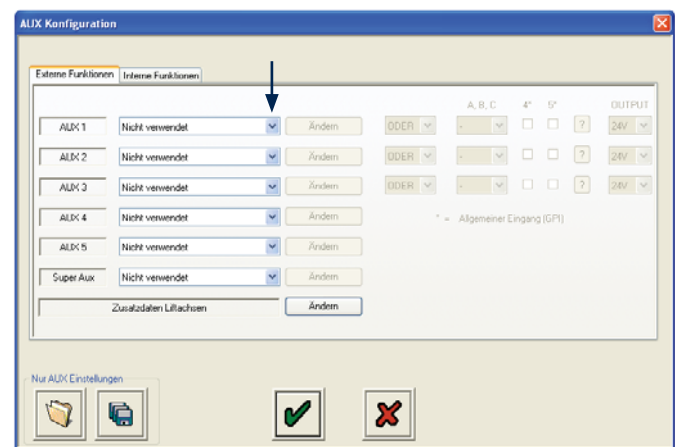 AUX Konfiguration
Externe Funktionen Interne Funktionen
A, B, C 4* 5* OUTPUT
AUX 1 Nicht verwendet Ändern ODER - ? 24V
AUX 2 Nicht verwendet Ändern ODER - ? 24V
AUX 3 Nicht verwendet Ändern ODER - ? 24V
AUX 4 Nicht verwendet Ändern * = Allgemeiner Eingang (GPI)
AUX 5 Nicht verwendet Ändern
Super Aux Nicht verwendet Ändern
Zusatzdaten Liftachsen Ändern
Nur AUX Einstellungen